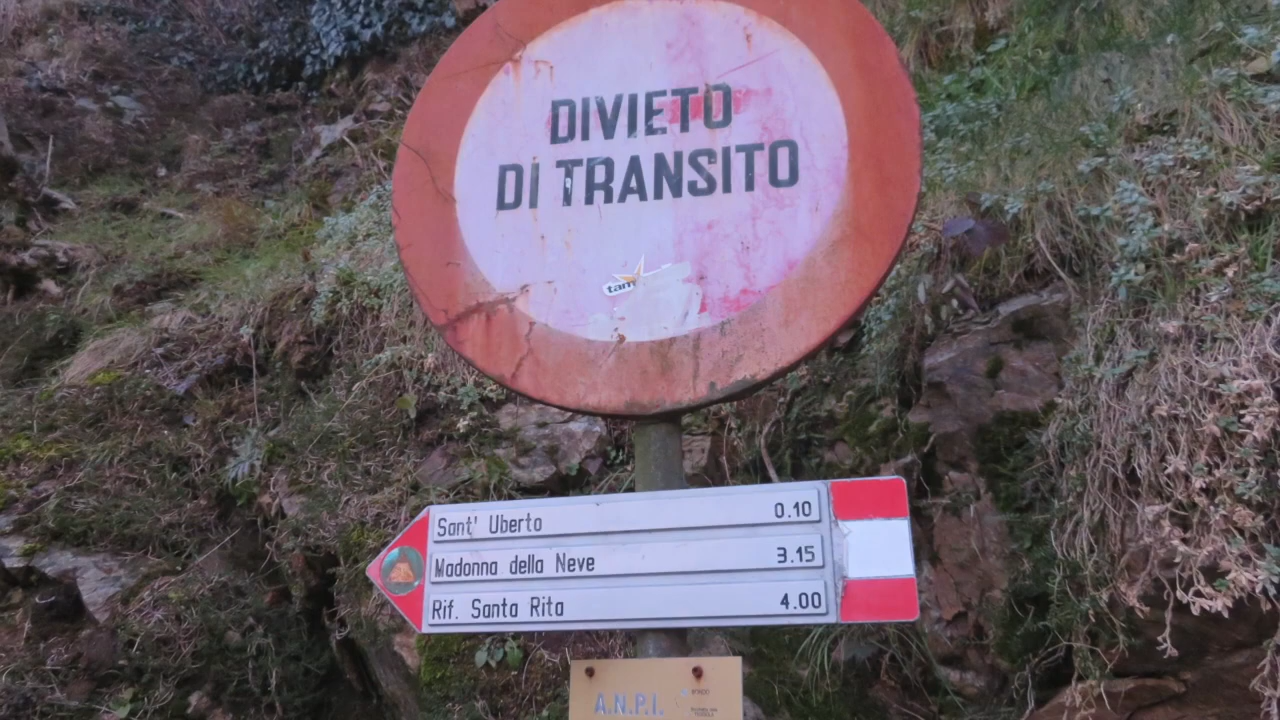 DIVIETO
DI TRANSITO
tam
Sant' Uberto 0.10
Madonna della Neve 3.15
Rif. Santa Rita 4.00
A.N.P.I.